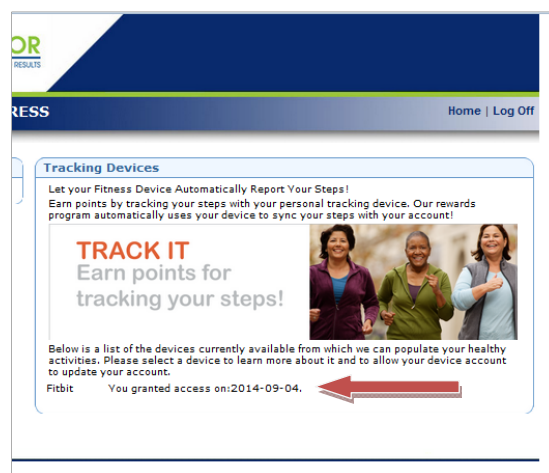 OR
RESULTS
RESS
Home | Log Off
Tracking Devices
Let your Fitness Device Automatically Report Your Steps!
Earn points by tracking your steps with your personal tracking device. Our rewards
program automatically uses your device to sync your steps with your account!
TRACK IT
Earn points for
tracking your steps!
Below is a list of the devices currently available from which we can populate your healthy
activities. Please select a device to learn more about it and to allow your device account
to update your account.
Fitbit You granted access on:2014-09-04.